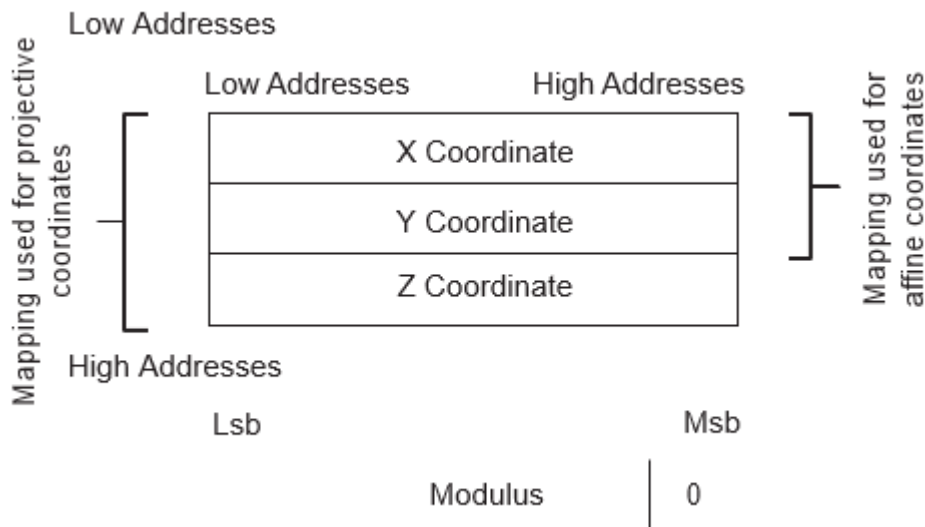 Low Addresses
Mapping used for projective
coordinates
Low Addresses High Addresses
Mapping used for
affine coordinates
X Coordinate
Y Coordinate
Z Coordinate
High Addresses
Lsb Msb
Modulus 0